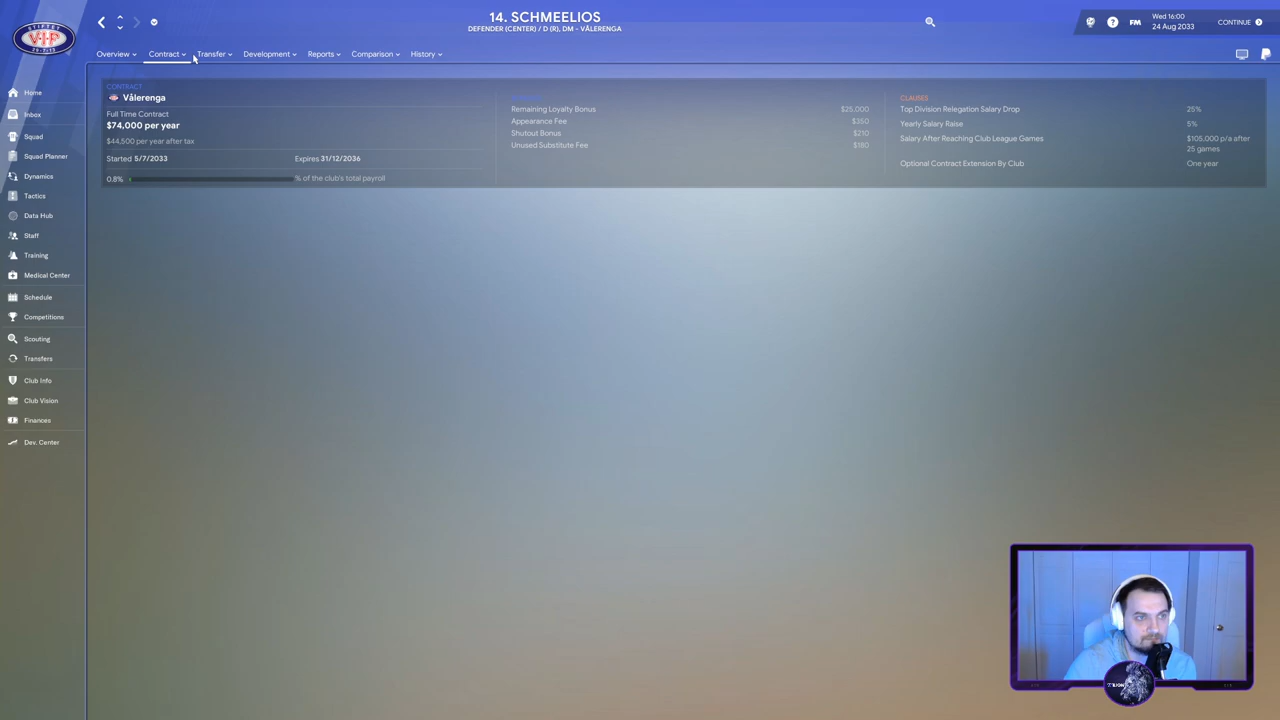 14. SCHMEELIOS
DEFENDER (CENTER) / D (R), DM - VÅLERENGA
Wed 16:00
24 Aug 2033
CONTINUE
FM
V·I·F
Overview
Contract
Transfer
Development
Reports
Comparison
History
Home
Inbox
Squad
Squad Planner
Dynamics
Tactics
Data Hub
Staff
Training
Medical Center
Schedule
Competitions
Scouting
Transfers
Club Info
Club Vision
Finances
Dev. Center
CONTRACT
Vålerenga
Full Time Contract
$74,000 per year
$44,500 per year after tax
Started 5/7/2033
Expires 31/12/2036
0.8%
% of the club's total payroll
Remaining Loyalty Bonus $25,000
Appearance Fee $350
Shutout Bonus $210
Unused Substitute Fee $180
CLAUSES
Top Division Relegation Salary Drop 25%
Yearly Salary Raise 5%
Salary After Reaching Club League Games $105,000 p/a after
25 games
Optional Contract Extension By Club One year